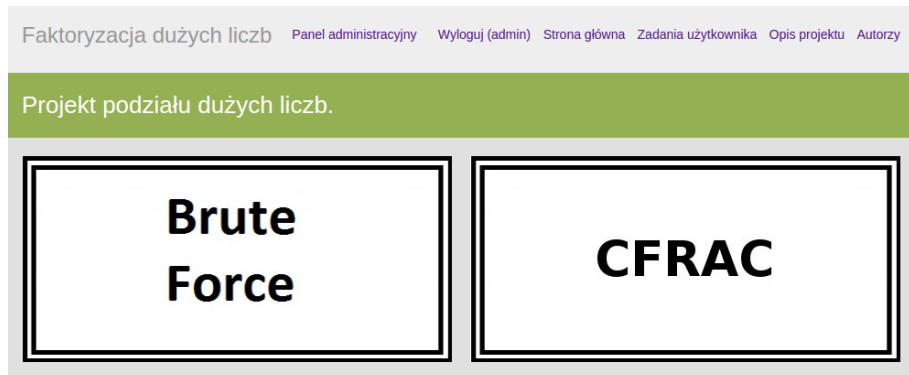 Faktoryzacja dużych liczb Panel administracyjny Wyloguj (admin) Strona główna Zadania użytkownika Opis projektu Autorzy
Projekt podziału dużych liczb.
Brute
Force
CFRAC